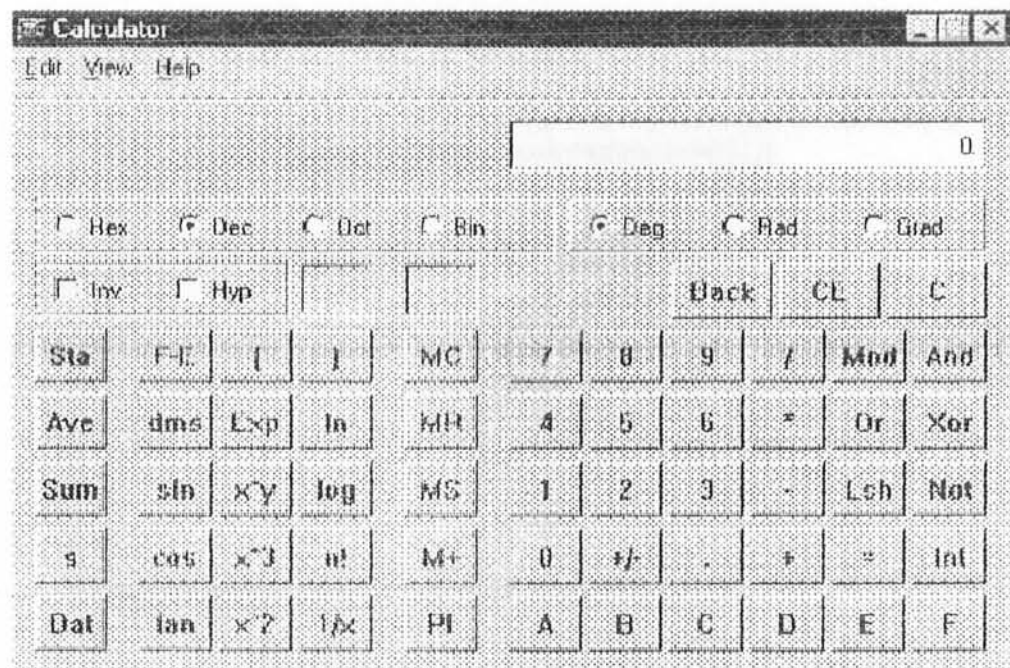 Calculator
Edit View Help
0.
Hex Dec Oct Bin Deg Rad Grad
Inv Hyp Back CE C
Sta F-E ( ) MC 7 8 9 / Mod And
Ave dms Exp ln MR 4 5 6 * Or Xor
Sum sin x^y log MS 1 2 3 - Lsh Not
s cos x^3 n! M+ 0 +/- . + = Int
Dat tan x^2 1/x PI A B C D E F